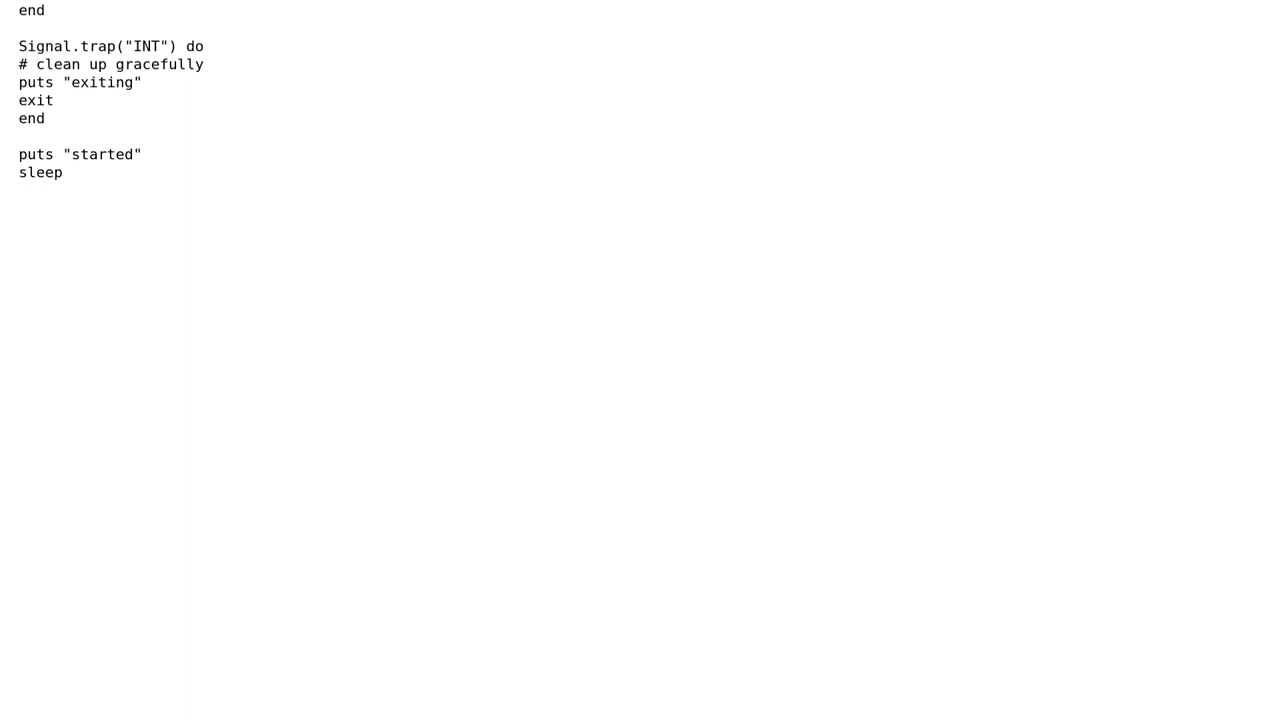 end

Signal.trap("INT") do
# clean up gracefully
puts "exiting"
exit
end

puts "started"
sleep